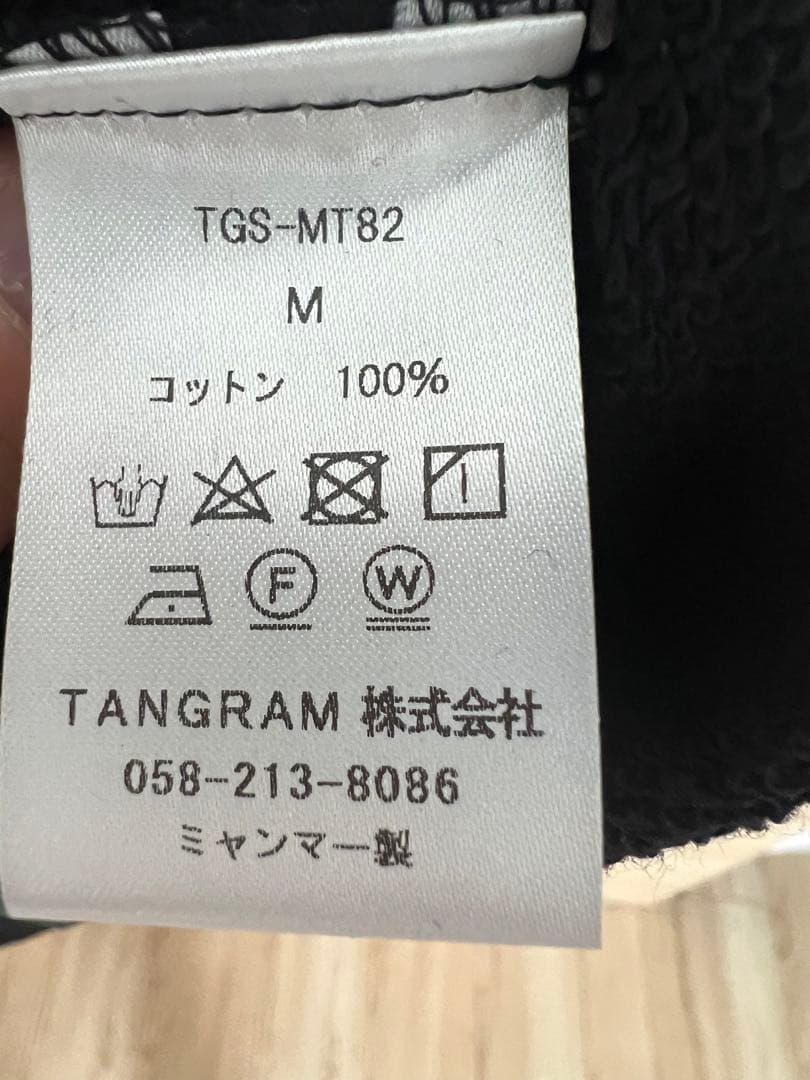 TGS-MT82
M
コットン 100%
F W
TANGRAM 株式会社
058-213-8086
ミャンマー製